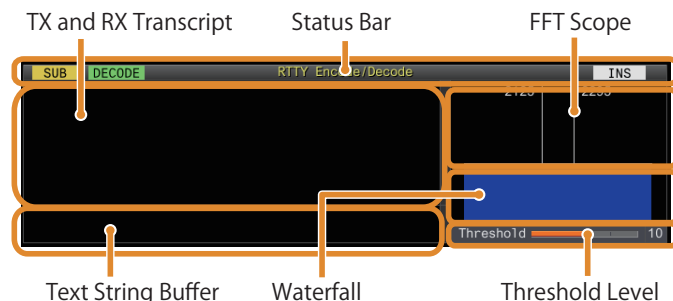 TX and RX Transcript Status Bar FFT Scope
SUB DECODE RTTY Encode/Decode INS
2125 2295
Threshold 10
Text String Buffer Waterfall Threshold Level